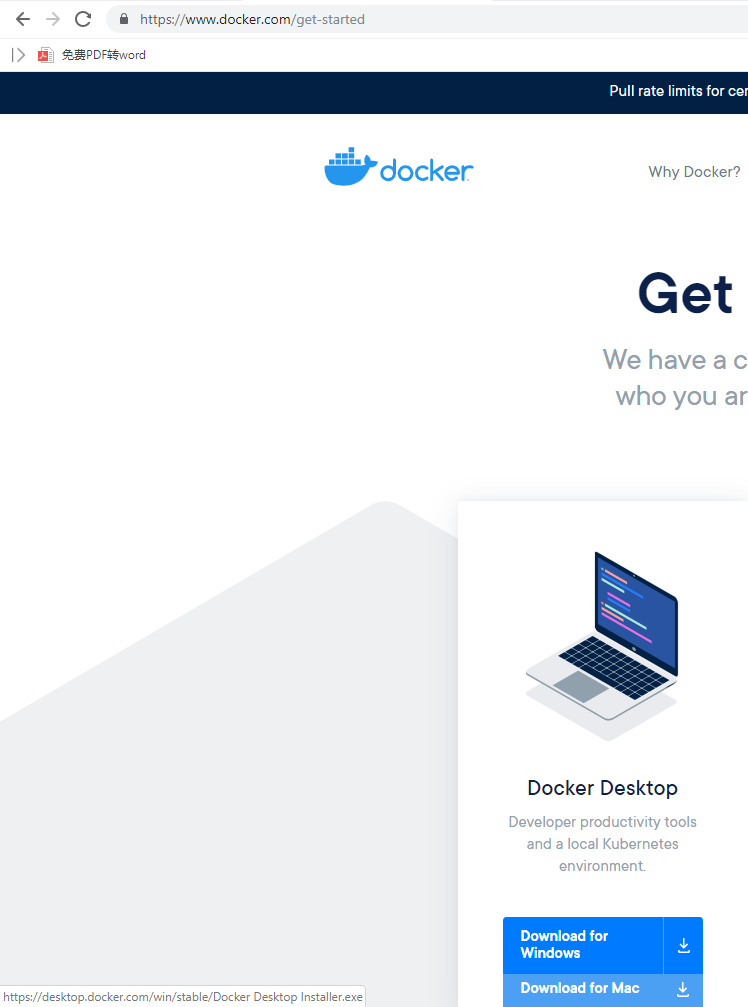 https://www.docker.com/get-started
免费PDF转word
Pull rate limits for cer
docker
Why Docker?
Get
We have a c
who you ar
Docker Desktop
Developer productivity tools
and a local Kubernetes
environment.
Download for
Windows
Download for Mac
https://desktop.docker.com/win/stable/Docker Desktop Installer.exe